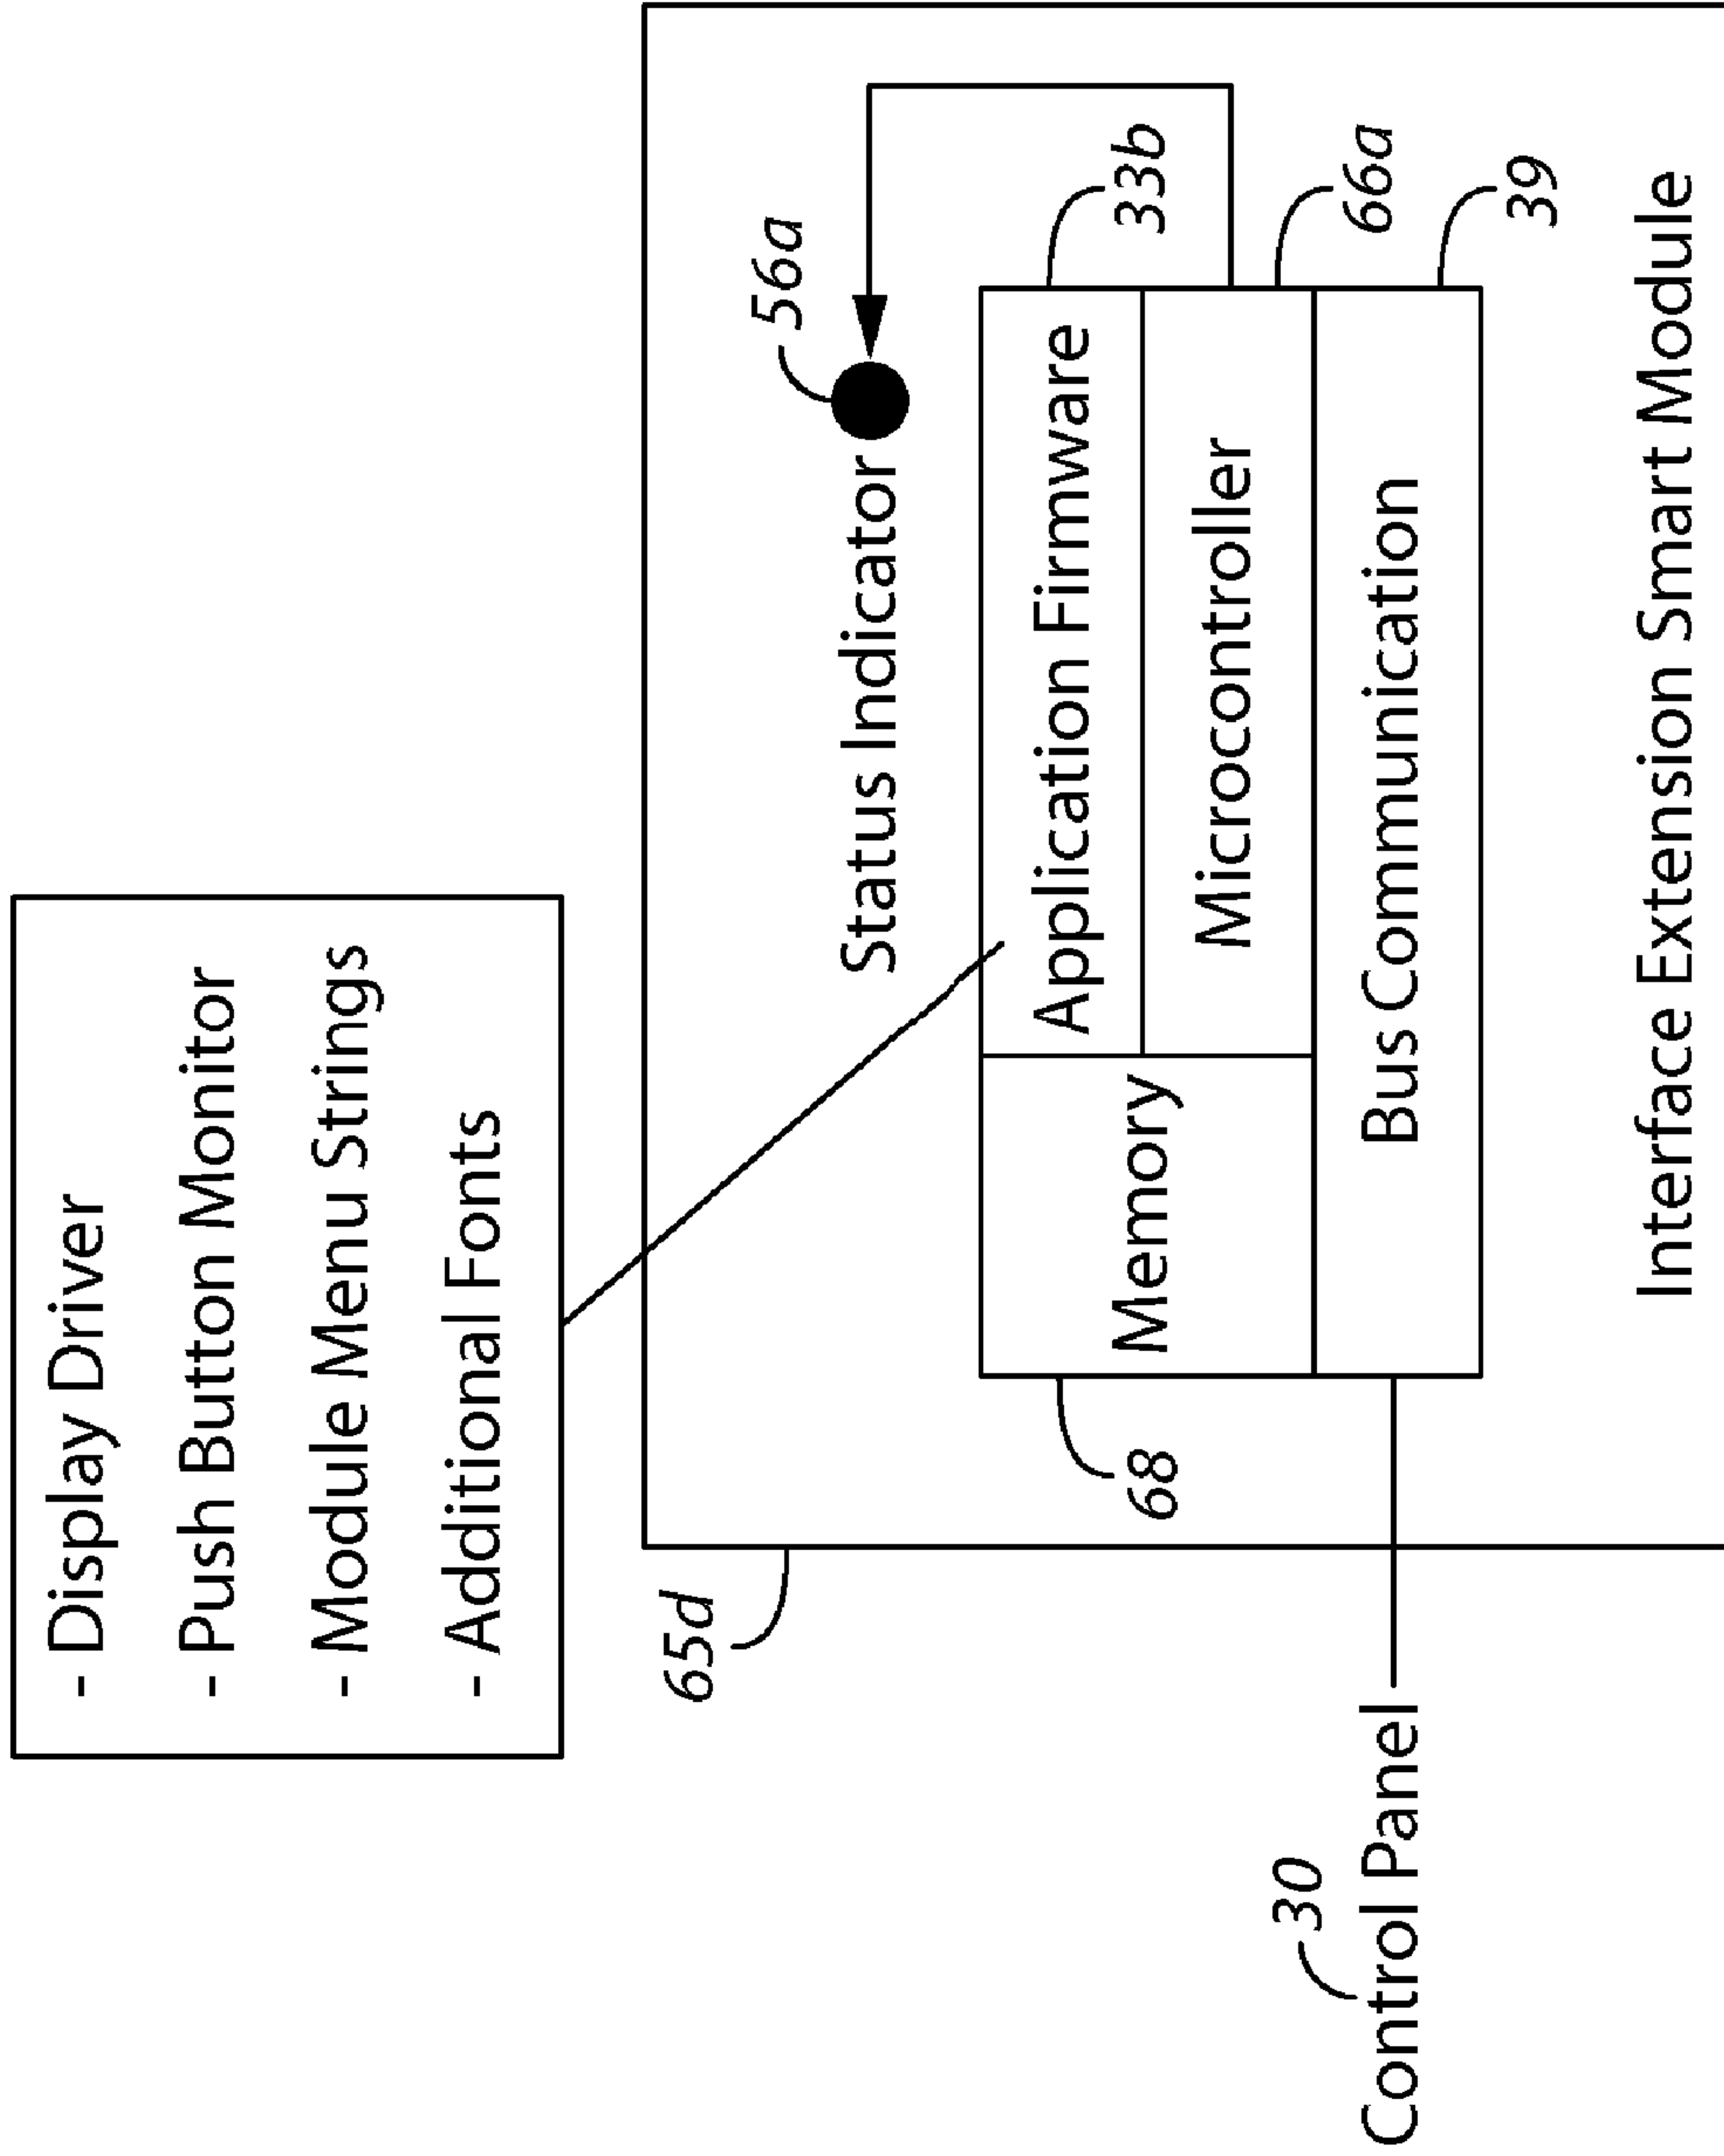 - Display Driver
- Push Button Monitor
- Module Menu Strings
- Additional Fonts
65d
56a
Status Indicator
Memory
Application Firmware
33b
68
Microcontroller
66a
30
Control Panel
Bus Communication
39
Interface Extension Smart Module